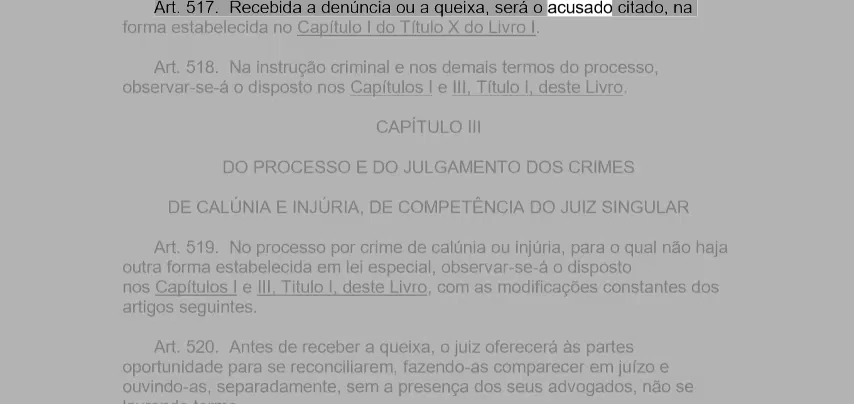 Art. 517. Recebida a denúncia ou a queixa, será o acusado citado, na
forma estabelecida no Capítulo I do Título X do Livro I.
Art. 518. Na instrução criminal e nos demais termos do processo,
observar-se-á o disposto nos Capítulos I e III, Título I, deste Livro.
CAPÍTULO III
DO PROCESSO E DO JULGAMENTO DOS CRIMES
DE CALÚNIA E INJÚRIA, DE COMPETÊNCIA DO JUIZ SINGULAR
Art. 519. No processo por crime de calúnia ou injúria, para o qual não haja
outra forma estabelecida em lei especial, observar-se-á o disposto
nos Capítulos I e III, Titulo I, deste Livro, com as modificações constantes dos
artigos seguintes.
Art. 520. Antes de receber a queixa, o juiz oferecerá às partes
oportunidade para se reconciliarem, fazendo-as comparecer em juízo e
ouvindo-as, separadamente, sem a presença dos seus advogados, não se